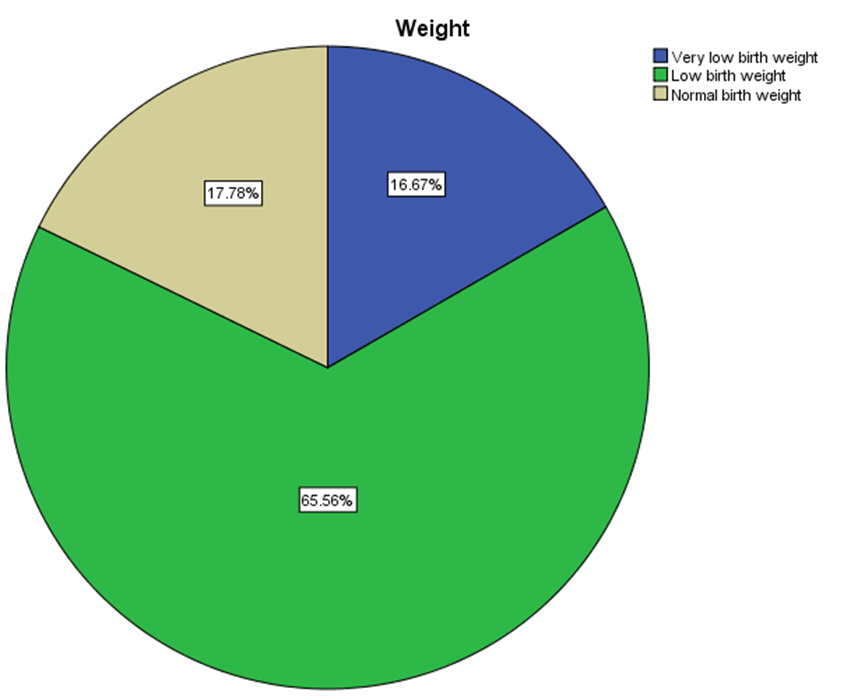 Weight
Very low birth weight
Low birth weight
Normal birth weight
17.78%
16.67%
65.56%